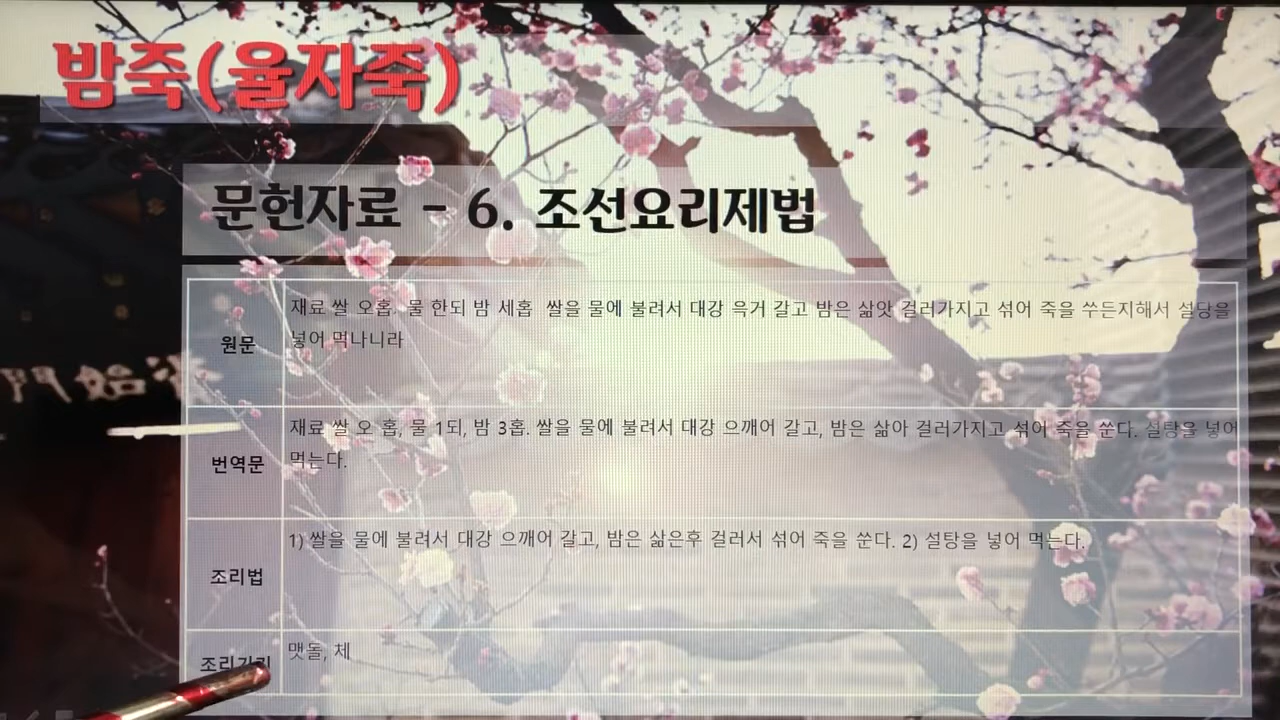 밤죽(율자죽)
문헌자료 - 6. 조선요리제법
원문
재료 쌀 오홉, 물 한되 밤 세홉 쌀을 물에 불려서 대강 윽거 갈고 밤은 삶앗 걸러가지고 섞어 죽을 쑤든지해서 설당을
넣어 먹나니라
번역문
재료 쌀 오 홉, 물 1되, 밤 3홉. 쌀을 물에 불려서 대강 으깨어 갈고, 밤은 삶아 걸러가지고 섞어 죽을 쑨다. 설탕을 넣어
먹는다.
조리법
1) 쌀을 물에 불려서 대강 으깨어 갈고, 밤은 삶은후 걸러서 섞어 죽을 쑨다. 2) 설탕을 넣어 먹는다.
맷돌, 체